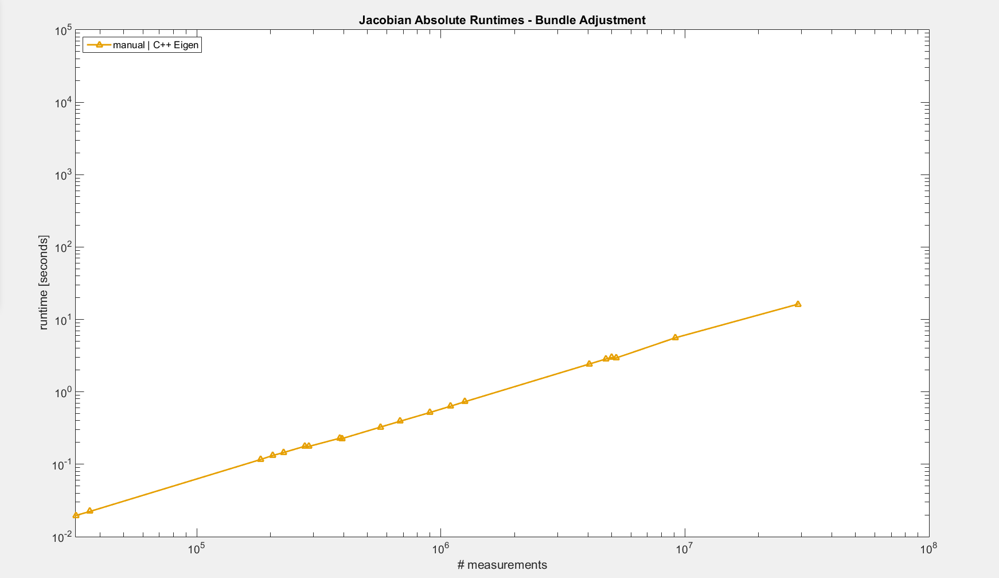 Jacobian Absolute Runtimes - Bundle Adjustment
manual | C++ Eigen
10^5
10^4
10^3
10^2
10^1
10^0
10^-1
10^-2
runtime [seconds]
10^5 10^6 10^7 10^8
# measurements